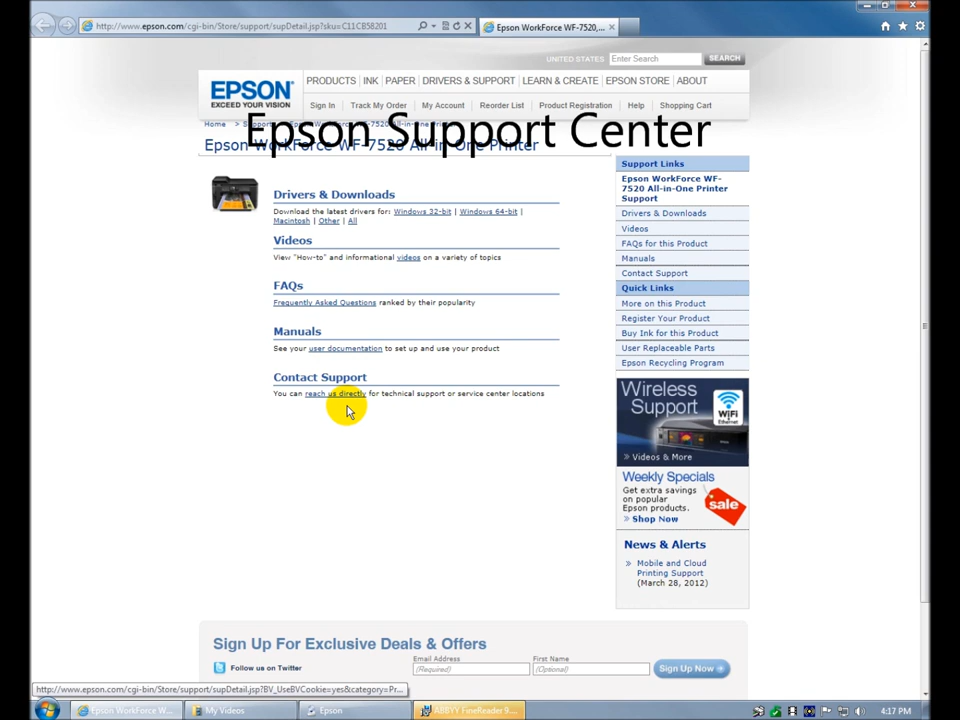 http://www.epson.com/cgi-bin/Store/support/supDetail.jsp?sku=C11CB58201
Epson WorkForce WF-7520,...
UNITED STATES
Enter Search
SEARCH
EPSON
EXCEED YOUR VISION
PRODUCTS | INK | PAPER | DRIVERS & SUPPORT | LEARN & CREATE | EPSON STORE | ABOUT
Sign In | Track My Order | My Account | Reorder List | Product Registration | Help | Shopping Cart
Home >
Epson Support Center
Epson WorkForce WF-7520 All-in-One Printer
Drivers & Downloads
Download the latest drivers for: Windows 32-bit | Windows 64-bit |
Macintosh | Other | All
Videos
View "How-to" and informational videos on a variety of topics
FAQs
Frequently Asked Questions ranked by their popularity
Manuals
See your user documentation to set up and use your product
Contact Support
You can reach us directly for technical support or service center locations
Support Links
Epson WorkForce WF-
7520 All-in-One Printer
Support
Drivers & Downloads
Videos
FAQs for this Product
Manuals
Contact Support
Quick Links
More on this Product
Register Your Product
Buy Ink for this Product
User Replaceable Parts
Epson Recycling Program
Wireless
Support
WiFi
Ethernet
» Videos & More
Weekly Specials
Get extra savings
on popular
Epson products.
» Shop Now
sale
News & Alerts
» Mobile and Cloud
Printing Support
(March 28, 2012)
Sign Up For Exclusive Deals & Offers
Follow us on Twitter
Email Address
(Required)
First Name
(Optional)
Sign Up Now
http://www.epson.com/cgi-bin/Store/support/supDetail.jsp?BV_UseBVCookie=yes&category=Pr...
Epson WorkForce W...
My Videos
Epson
ABBYY FineReader 9....
4:17 PM